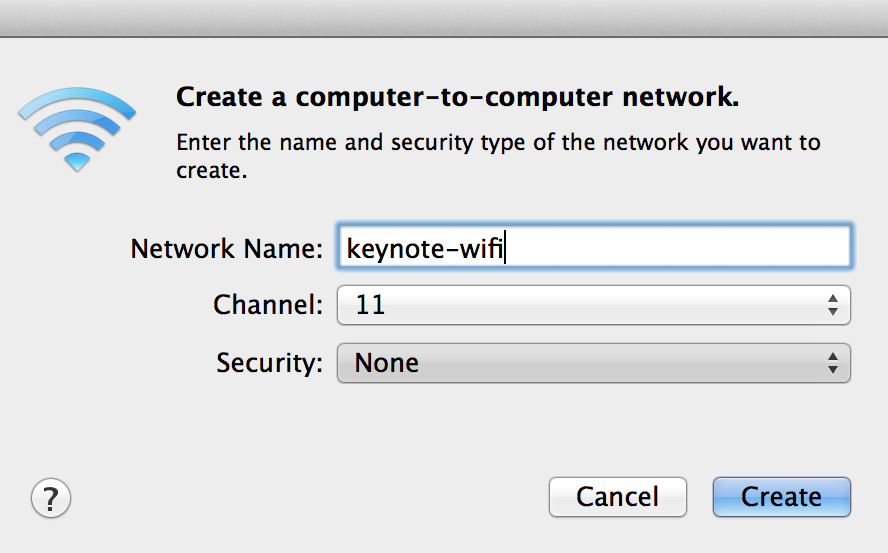 Create a computer-to-computer network.
Enter the name and security type of the network you want to
create.
Network Name: keynote-wifi
Channel: 11
Security: None
? Cancel Create